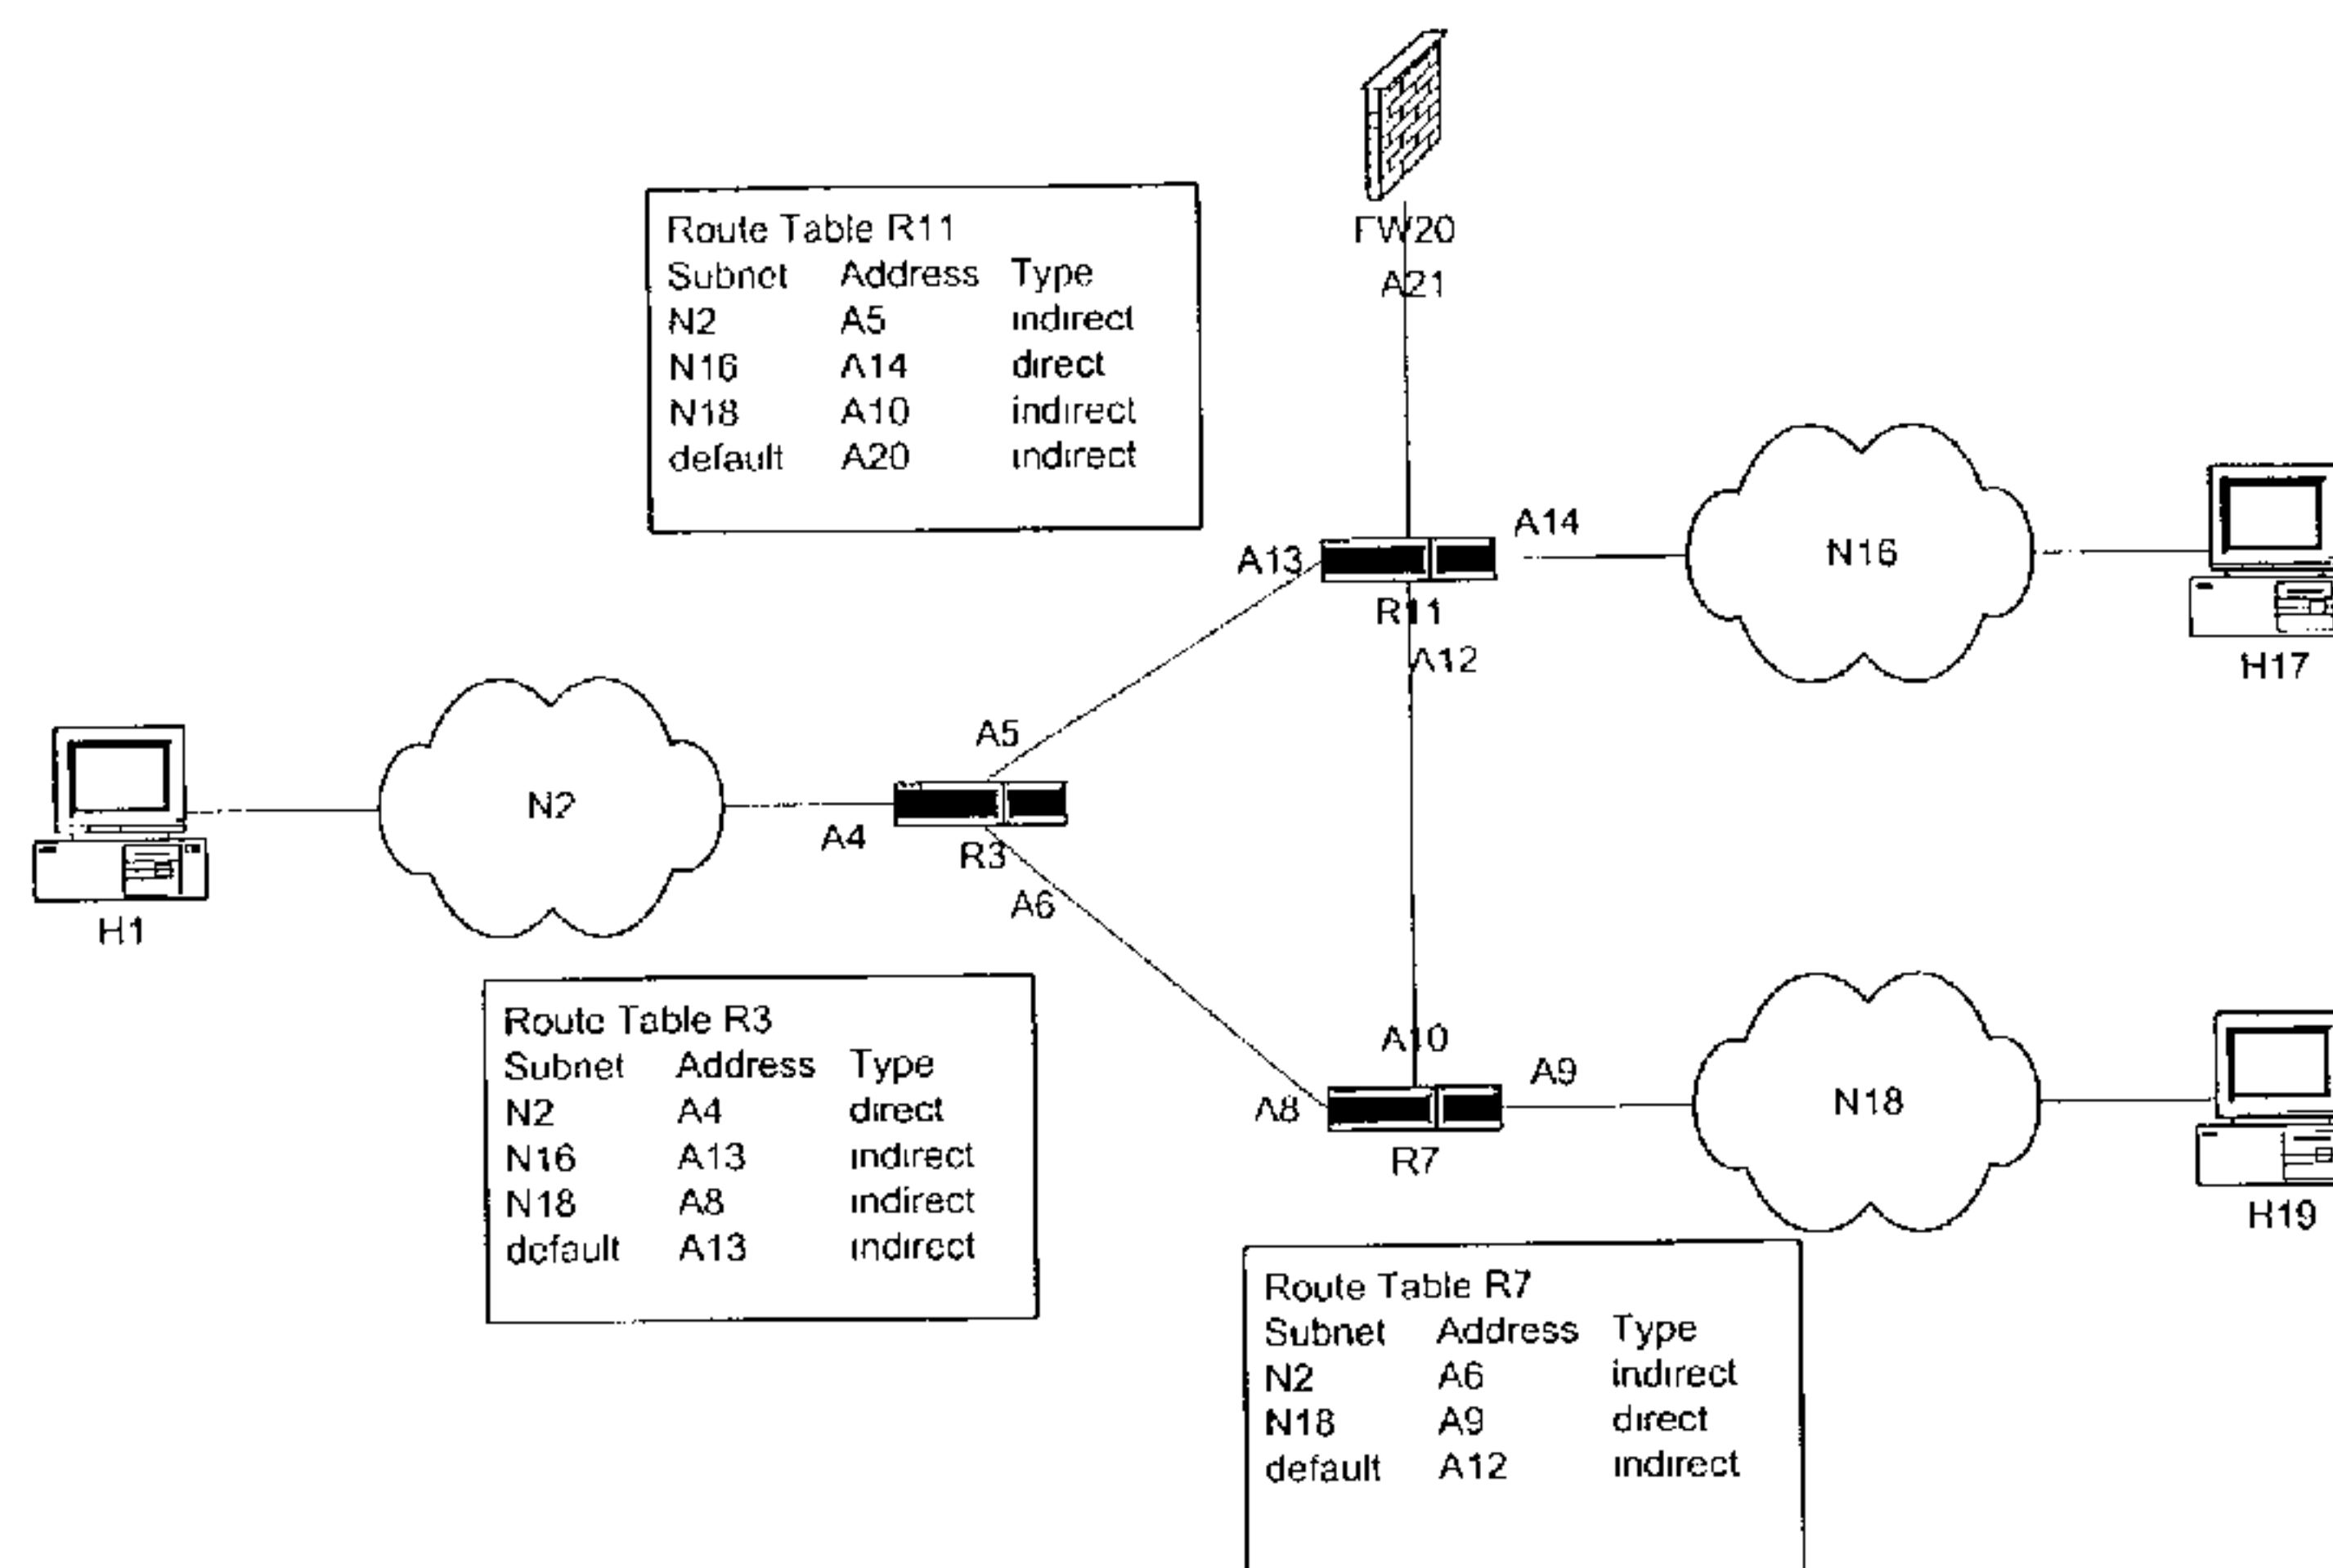 FW20
A21
Route Table R11
Subnet Address Type
N2 A5 indirect
N16 A14 direct
N18 A10 indirect
default A20 indirect
A14
A13
R11
A12
N16
H17
A5
N2
A4
R3
A6
H1
A10
A9
A8
R7
N18
H19
Route Table R3
Subnet Address Type
N2 A4 direct
N16 A13 indirect
N18 A8 indirect
default A13 indirect
Route Table R7
Subnet Address Type
N2 A6 indirect
N18 A9 direct
default A12 indirect